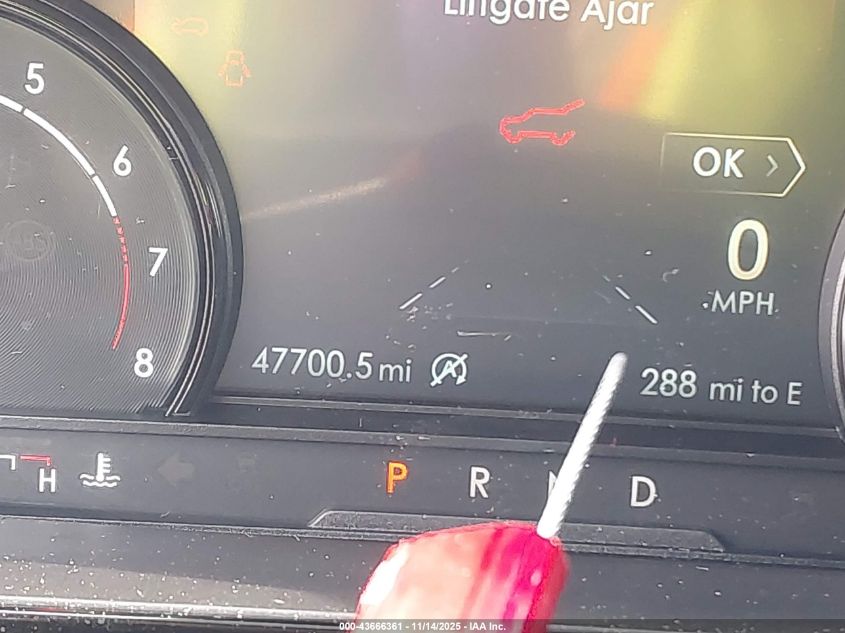 Liftgate Ajar
5
OK >
6
0
7
MPH
8
47700.5 mi
288 mi to E
H
P R N D
000-43666361 - 11/14/2025 - IAA Inc.